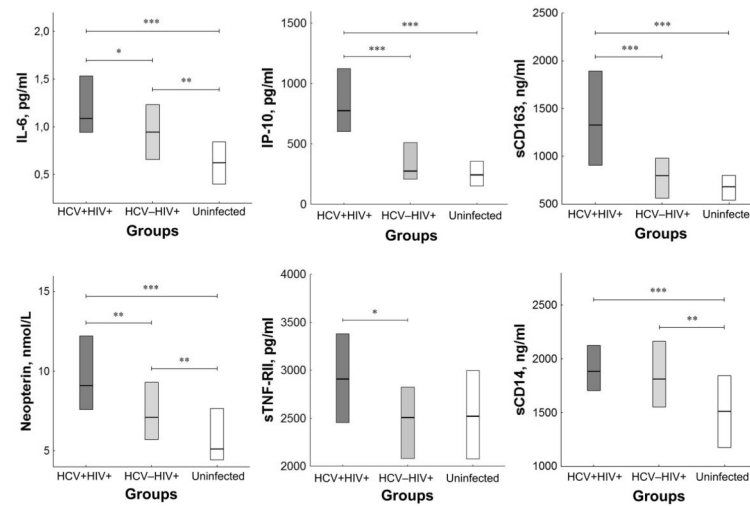 IL-6, pg/ml
2,0
1,5
1,0
0,5
***
*
**
HCV+HIV+ HCV–HIV+ Uninfected
Groups
IP-10, pg/ml
1500
1000
500
0
***
***
HCV+HIV+ HCV–HIV+ Uninfected
Groups
sCD163, ng/ml
2500
2000
1500
1000
500
***
***
HCV+HIV+ HCV–HIV+ Uninfected
Groups
Neopterin, nmol/L
15
10
5
***
**
**
HCV+HIV+ HCV–HIV+ Uninfected
Groups
sTNF-RII, pg/ml
4000
3500
3000
2500
2000
*
HCV+HIV+ HCV–HIV+ Uninfected
Groups
sCD14, ng/ml
2500
2000
1500
1000
***
**
HCV+HIV+ HCV–HIV+ Uninfected
Groups